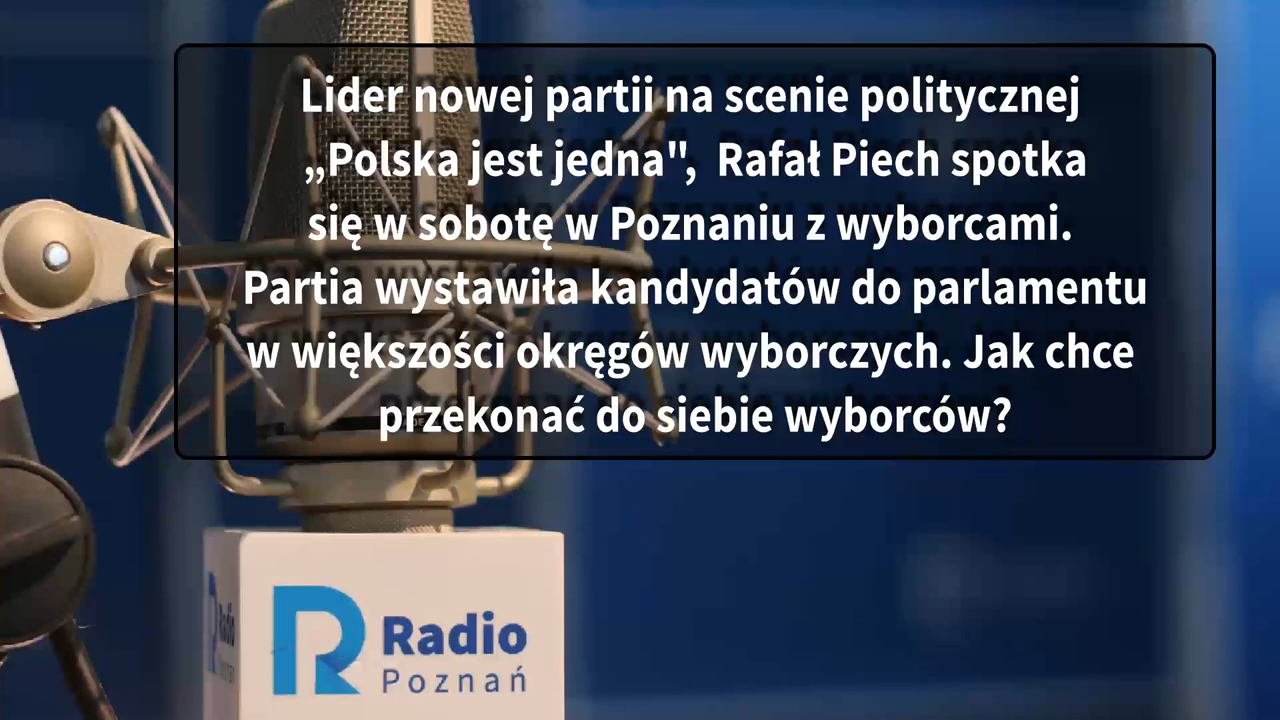 Lider nowej partii na scenie politycznej
„Polska jest jedna", Rafał Piech spotka
się w sobotę w Poznaniu z wyborcami.
Partia wystawiła kandydatów do parlamentu
w większości okręgów wyborczych. Jak chce
przekonać do siebie wyborców?
Radio
Poznań